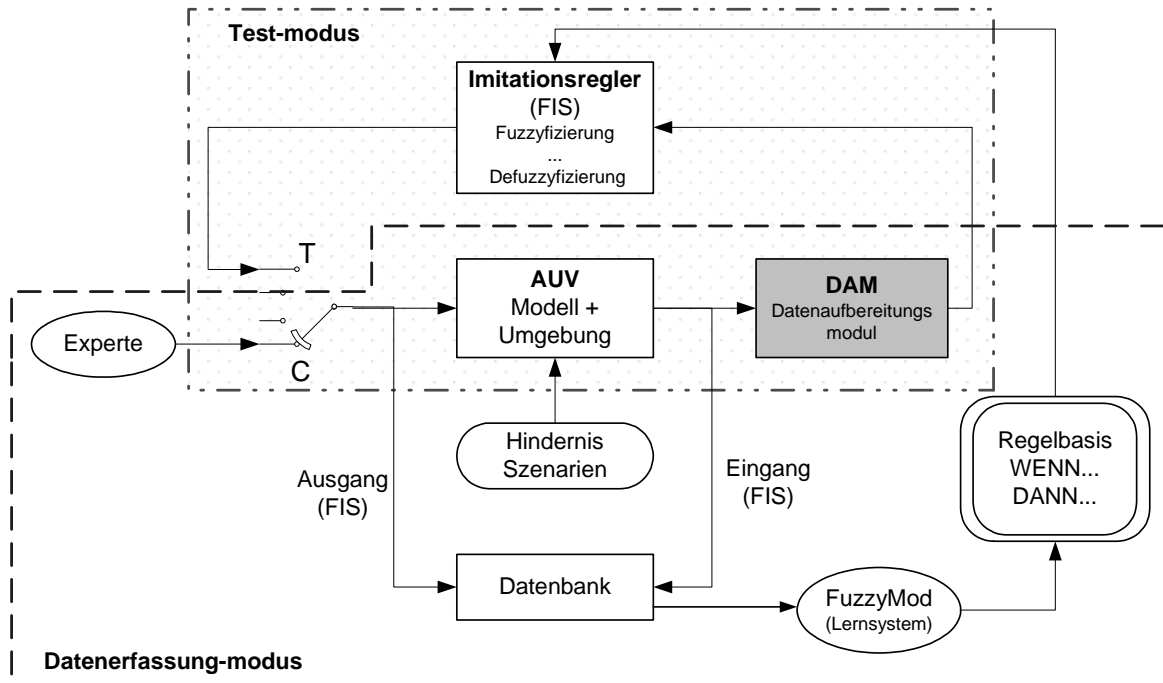 Test-modus
Imitationsregler
(FIS)
Fuzzyfizierung
...
Defuzzyfizierung
T
AUV
Modell +
Umgebung
DAM
Datenaufbereitungs
modul
Experte
C
Hindernis
Szenarien
Ausgang
(FIS)
Eingang
(FIS)
Regelbasis
WENN...
DANN...
Datenbank
FuzzyMod
(Lernsystem)
Datenerfassung-modus